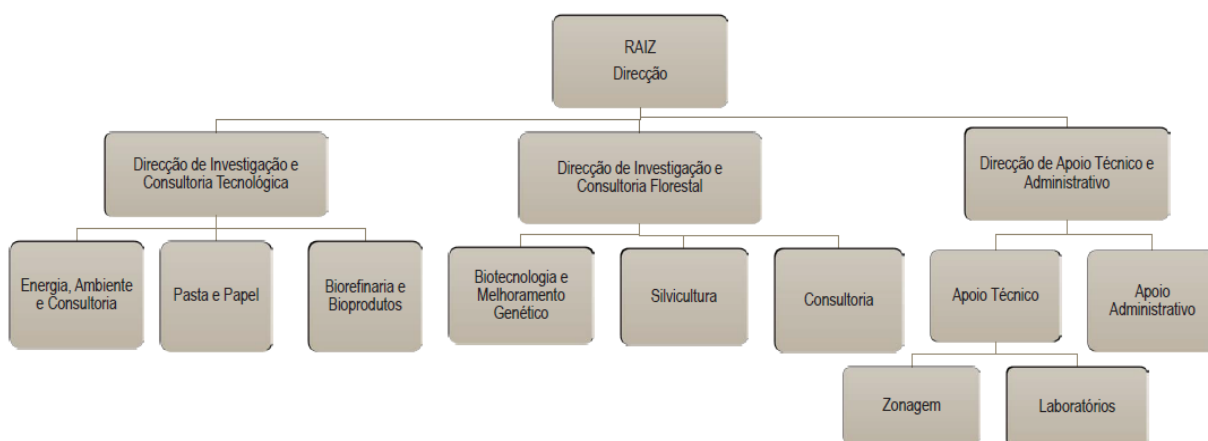 RAIZ
Direcção
Direcção de Investigação e
Consultoria Tecnológica
Direcção de Investigação e
Consultoria Florestal
Direcção de Apoio Técnico e
Administrativo
Energia, Ambiente
e Consultoria
Pasta e Papel
Biorefinaria e
Bioprodutos
Biotecnologia e
Melhoramento
Genético
Silvicultura
Consultoria
Apoio Técnico
Apoio
Administrativo
Zonagem
Laboratórios